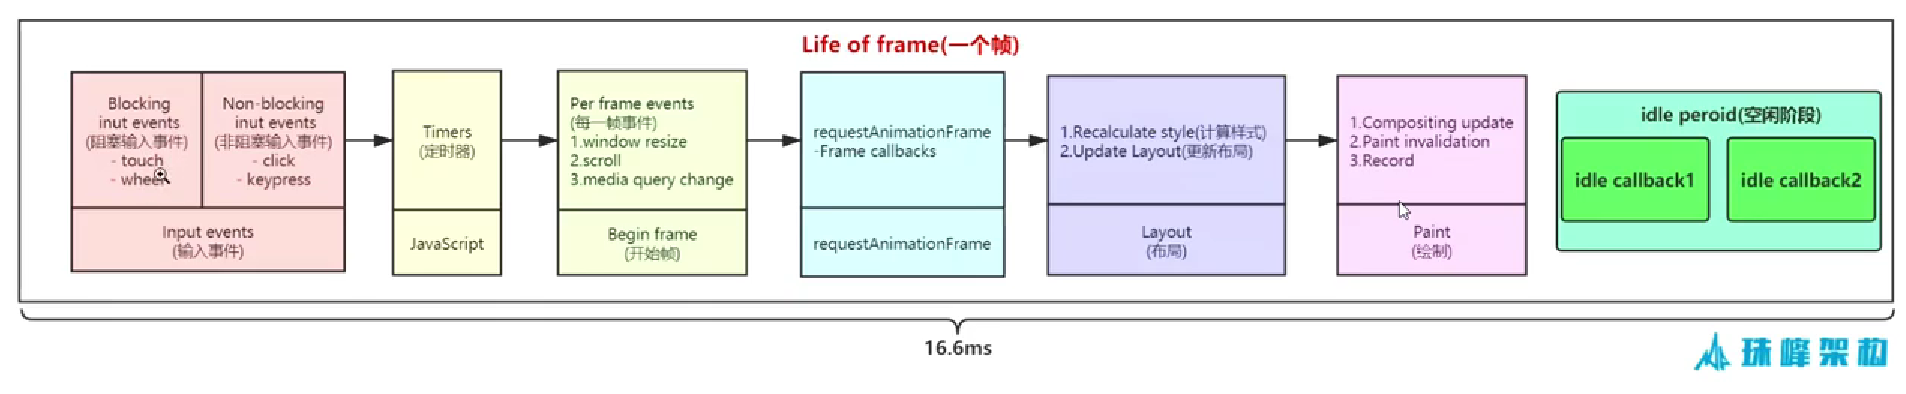 Life of frame(一个帧)
Blocking
inut events
(阻塞输入事件)
- touch
- wheel
Non-blocking
inut events
(非阻塞输入事件)
- click
- keypress
Input events
(输入事件)
Timers
(定时器)
JavaScript
Per frame events
(每一帧事件)
1.window resize
2.scroll
3.media query change
Begin frame
(开始帧)
requestAnimationFrame
-Frame callbacks
requestAnimationFrame
1.Recalculate style(计算样式)
2.Update Layout(更新布局)
Layout
(布局)
1.Compositing update
2.Paint invalidation
3.Record
Paint
(绘制)
idle peroid(空闲阶段)
idle callback1
idle callback2
16.6ms
珠峰架构